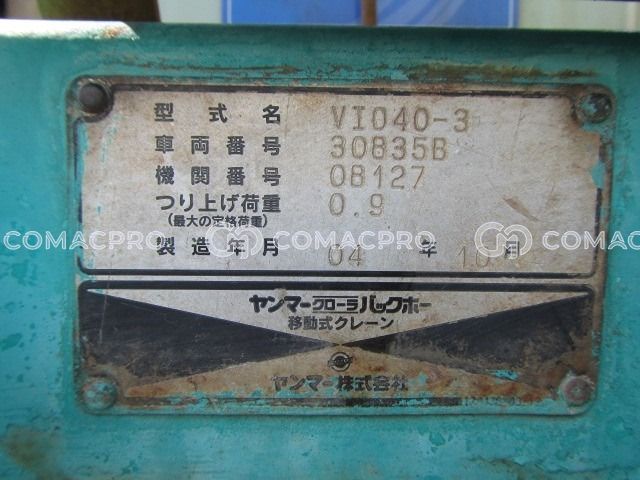 型式名 VIO40-3
車両番号 30835B
機関番号 08127
つり上げ荷重 0.9
(最大の定格荷重)
製造年月 04 年 10 月
COMACPRO COMACPRO COMACPRO
ヤンマークローラバックホー
移動式クレーン
ヤンマー株式会社